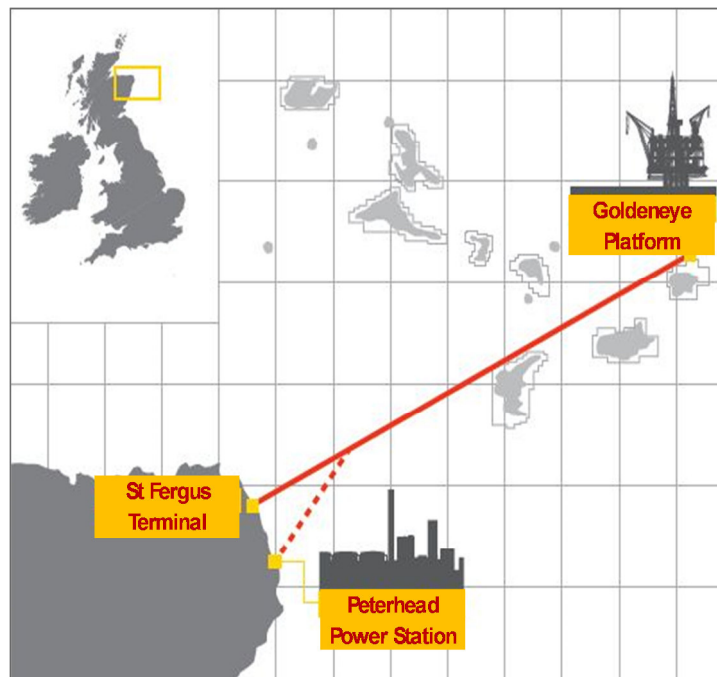 Goldeneye
Platform
St Fergus
Terminal
Peterhead
Power Station